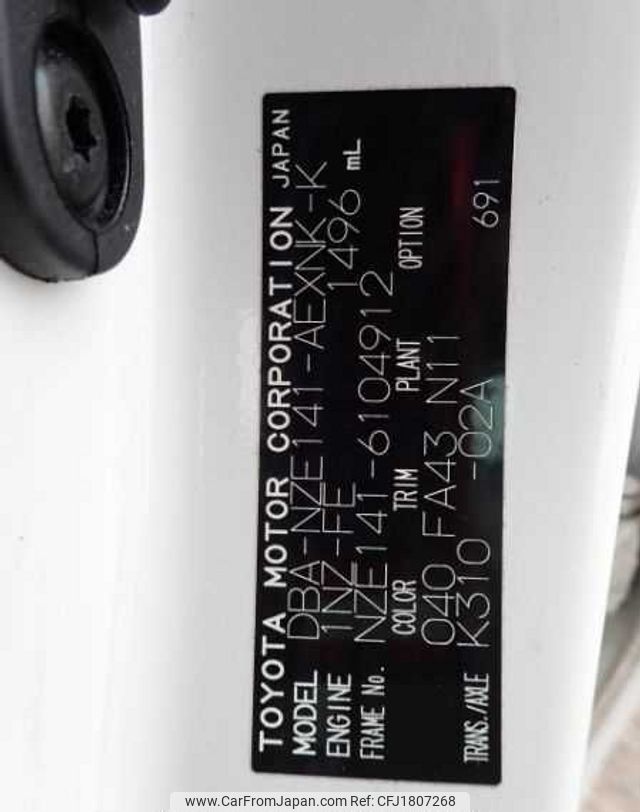 TOYOTA MOTOR CORPORATION JAPAN
MODEL DBA-NZE141-AEXNK-K
ENGINE 1NZ-FE 1496 mL
FRAME No. NZE141-6104912
COLOR TRIM PLANT OPTION
040 FA43 N11
TRANS./AXLE K310 -02A 691
www.CarFromJapan.com Ref: CFJ1807268